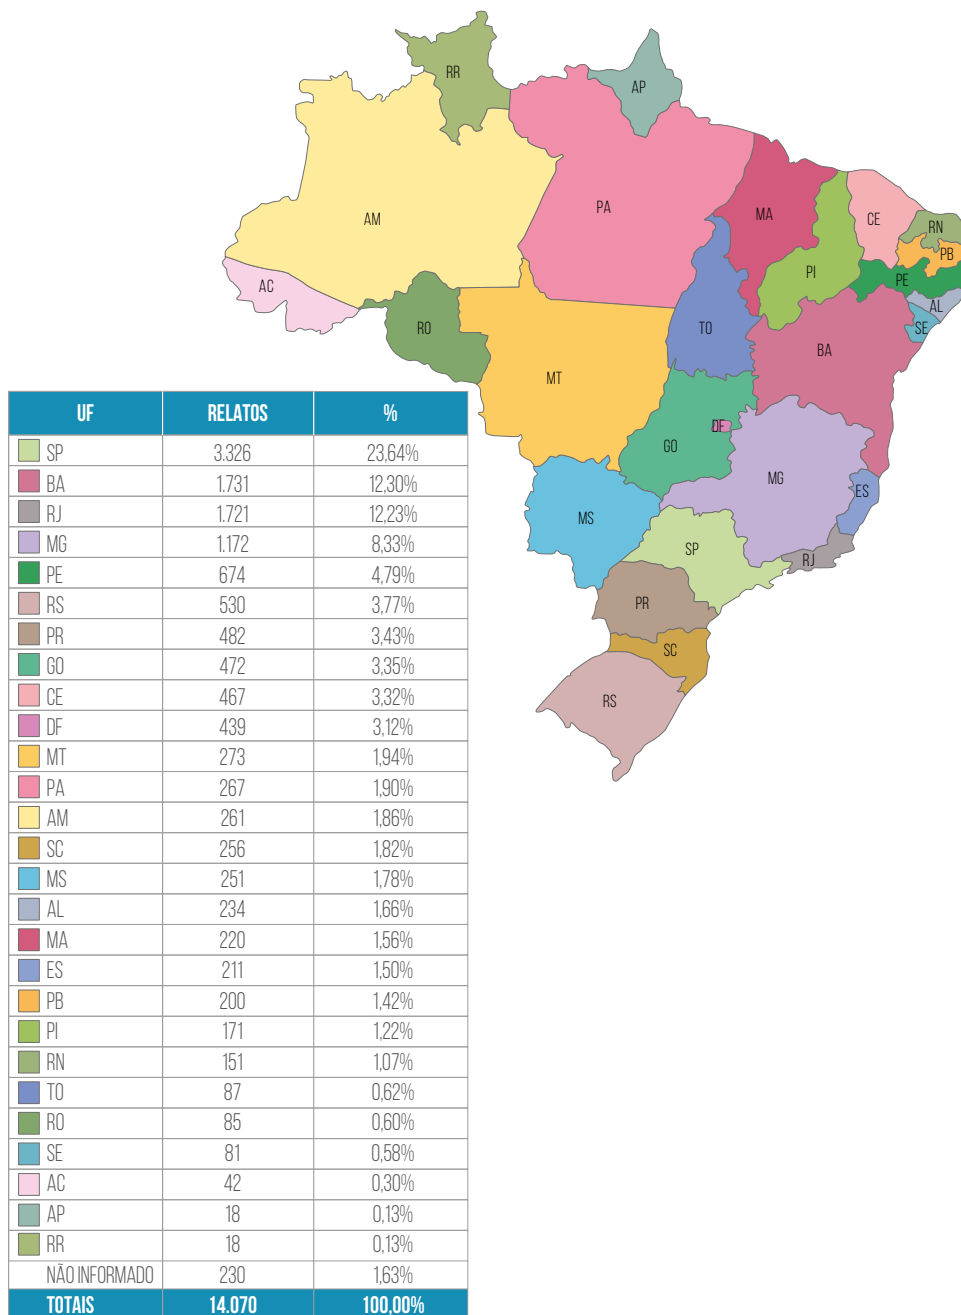 RR
AP
AM
PA
MA
CE
RN
PB
PI
PE
AC
AL
RO
TO
SE
BA
MT
DF
GO
MG
ES
MS
SP
RJ
PR
SC
RS
UF RELATOS %
SP 3.326 23,64%
BA 1.731 12,30%
RJ 1.721 12,23%
MG 1.172 8,33%
PE 674 4,79%
RS 530 3,77%
PR 482 3,43%
GO 472 3,35%
CE 467 3,32%
DF 439 3,12%
MT 273 1,94%
PA 267 1,90%
AM 261 1,86%
SC 256 1,82%
MS 251 1,78%
AL 234 1,66%
MA 220 1,56%
ES 211 1,50%
PB 200 1,42%
PI 171 1,22%
RN 151 1,07%
TO 87 0,62%
RO 85 0,60%
SE 81 0,58%
AC 42 0,30%
AP 18 0,13%
RR 18 0,13%
NÃO INFORMADO 230 1,63%
TOTAIS 14.070 100,00%